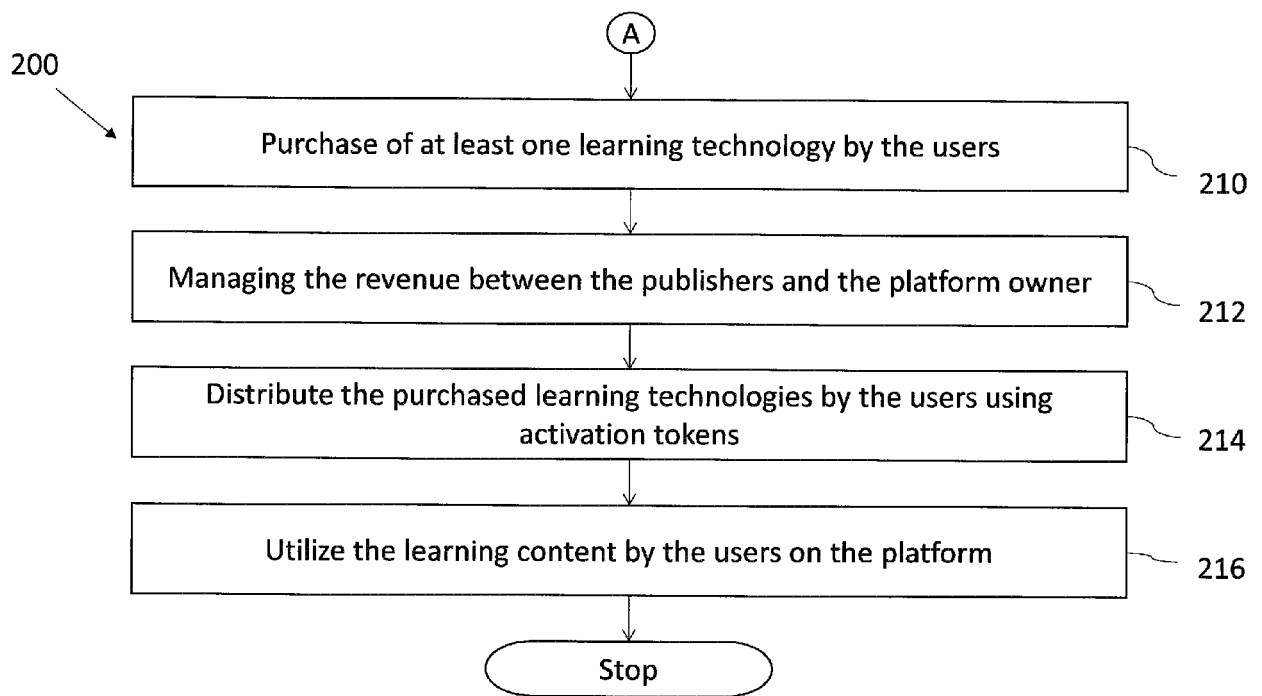 A
200
Purchase of at least one learning technology by the users
210
Managing the revenue between the publishers and the platform owner
212
Distribute the purchased learning technologies by the users using
activation tokens
214
Utilize the learning content by the users on the platform
216
Stop